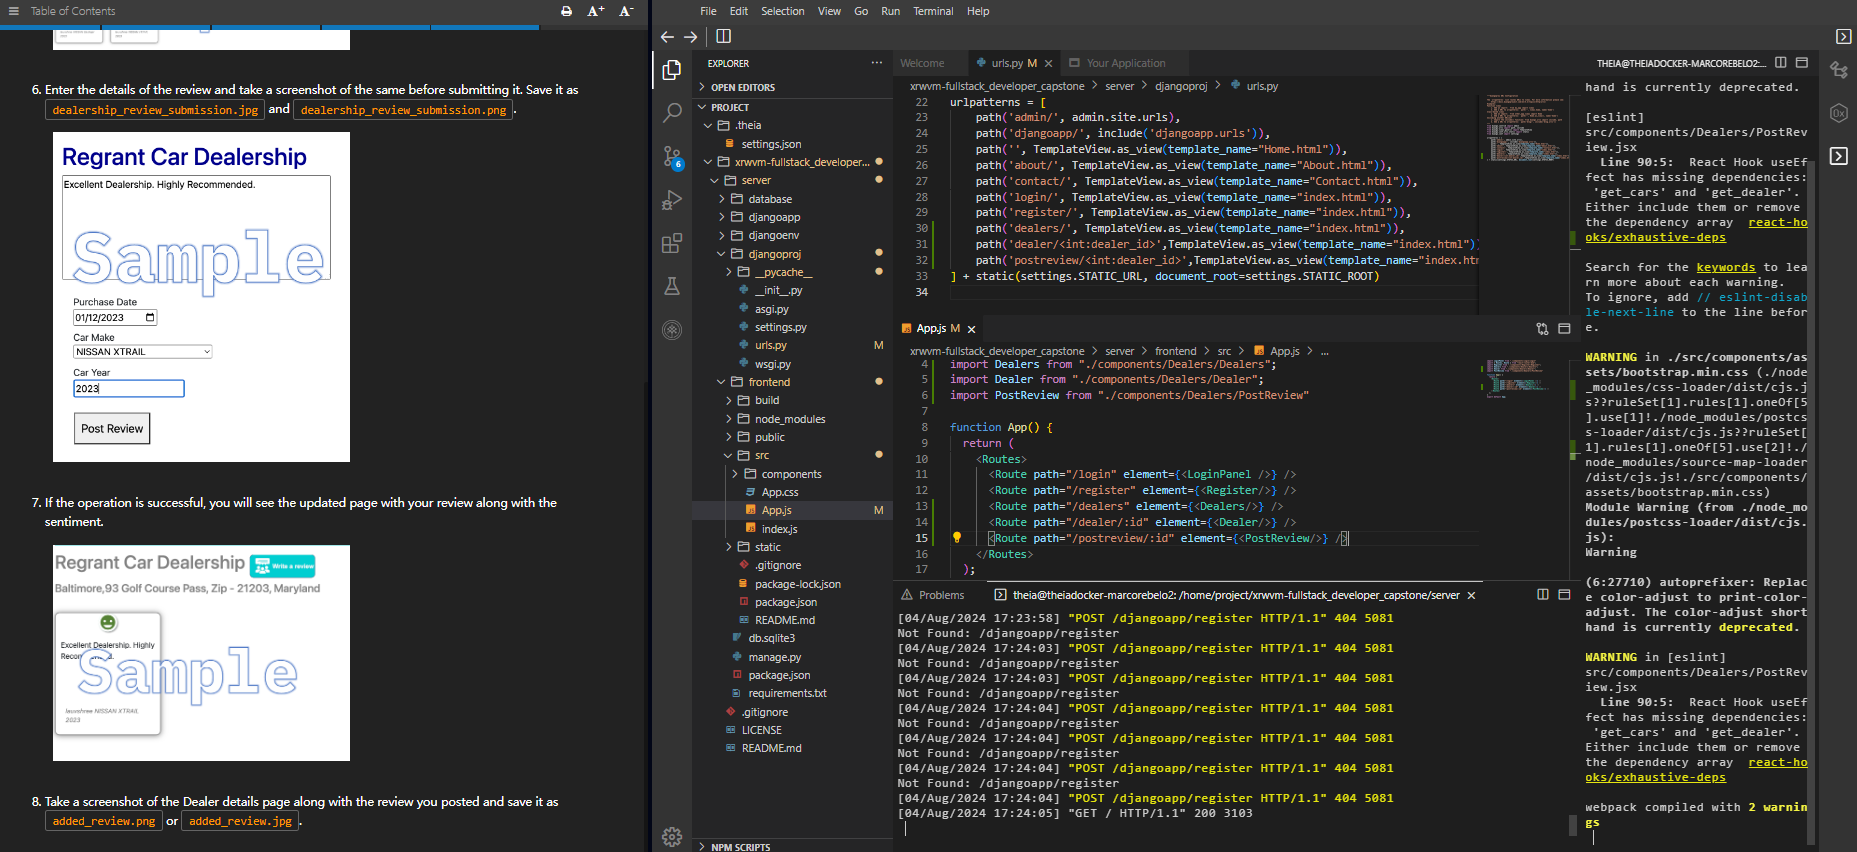 Table of Contents
A+ A-
6. Enter the details of the review and take a screenshot of the same before submitting it. Save it as
dealership_review_submission.jpg and dealership_review_submission.png.
Regrant Car Dealership
Excellent Dealership. Highly Recommended.
Sample
Purchase Date
01/12/2023
Car Make
NISSAN XTRAIL
Car Year
2023
Post Review
7. If the operation is successful, you will see the updated page with your review along with the
sentiment.
Regrant Car Dealership
Write a review
Baltimore,93 Golf Course Pass, Zip - 21203, Maryland
Excellent Dealership. Highly
Sample
NISSAN XTRAIL
2023
8. Take a screenshot of the Dealer details page along with the review you posted and save it as
added_review.png or added_review.jpg.
File Edit Selection View Go Run Terminal Help
EXPLORER
OPEN EDITORS
PROJECT
.theia
settings.json
xrwvm-fullstack_developer...
server
database
djangoapp
djangoenv
djangoproj
__pycache__
__init__.py
asgi.py
settings.py
urls.py M
wsgi.py
frontend
build
node_modules
public
src
components
App.css
App.js M
index.js
static
.gitignore
package-lock.json
package.json
README.md
db.sqlite3
manage.py
package.json
requirements.txt
.gitignore
LICENSE
README.md
NPM SCRIPTS
6
Welcome urls.py M Your Application
xrwvm-fullstack_developer_capstone > server > djangoproj > urls.py
22 urlpatterns = [
23 path('admin/', admin.site.urls),
24 path('djangoapp/', include('djangoapp.urls')),
25 path('', TemplateView.as_view(template_name="Home.html")),
26 path('about/', TemplateView.as_view(template_name="About.html")),
27 path('contact/', TemplateView.as_view(template_name="Contact.html")),
28 path('login/', TemplateView.as_view(template_name="index.html")),
29 path('register/', TemplateView.as_view(template_name="index.html")),
30 path('dealers/', TemplateView.as_view(template_name="index.html")),
31 path('dealer/<int:dealer_id>',TemplateView.as_view(template_name="index.html")
32 path('postreview/<int:dealer_id>',TemplateView.as_view(template_name="index.ht
33 ] + static(settings.STATIC_URL, document_root=settings.STATIC_ROOT)
34
App.js M
xrwvm-fullstack_developer_capstone > server > frontend > src > App.js > ...
4 import Dealers from "./components/Dealers/Dealers";
5 import Dealer from "./components/Dealers/Dealer";
6 import PostReview from "./components/Dealers/PostReview"
7
8 function App() {
9 return (
10 <Routes>
11 <Route path="/login" element={<LoginPanel />} />
12 <Route path="/register" element={<Register/>} />
13 <Route path="/dealers" element={<Dealers/>} />
14 <Route path="/dealer/:id" element={<Dealer/>} />
15 <Route path="/postreview/:id" element={<PostReview/>} />
16 </Routes>
17 );
Problems theia@theiadocker-marcorebelo2: /home/project/xrwvm-fullstack_developer_capstone/server
[04/Aug/2024 17:23:58] "POST /djangoapp/register HTTP/1.1" 404 5081
Not Found: /djangoapp/register
[04/Aug/2024 17:24:03] "POST /djangoapp/register HTTP/1.1" 404 5081
Not Found: /djangoapp/register
[04/Aug/2024 17:24:03] "POST /djangoapp/register HTTP/1.1" 404 5081
Not Found: /djangoapp/register
[04/Aug/2024 17:24:04] "POST /djangoapp/register HTTP/1.1" 404 5081
Not Found: /djangoapp/register
[04/Aug/2024 17:24:04] "POST /djangoapp/register HTTP/1.1" 404 5081
Not Found: /djangoapp/register
[04/Aug/2024 17:24:04] "POST /djangoapp/register HTTP/1.1" 404 5081
Not Found: /djangoapp/register
[04/Aug/2024 17:24:04] "POST /djangoapp/register HTTP/1.1" 404 5081
[04/Aug/2024 17:24:05] "GET / HTTP/1.1" 200 3103
THEIA@THEIADOCKER-MARCOREBELO2:...
hand is currently deprecated.
[eslint]
src/components/Dealers/PostRev
iew.jsx
Line 90:5: React Hook useEf
fect has missing dependencies:
'get_cars' and 'get_dealer'.
Either include them or remove
the dependency array react-ho
oks/exhaustive-deps
Search for the keywords to lea
rn more about each warning.
To ignore, add // eslint-disab
le-next-line to the line befor
e.
WARNING in ./src/components/as
sets/bootstrap.min.css (./node
_modules/css-loader/dist/cjs.j
s??ruleSet[1].rules[1].oneOf[5
].use[1]!./node_modules/postcs
s-loader/dist/cjs.js??ruleSet[
1].rules[1].oneOf[5].use[2]!./
node_modules/source-map-loader
/dist/cjs.js!./src/components/
assets/bootstrap.min.css)
Module Warning (from ./node_mo
dules/postcss-loader/dist/cjs.
js):
Warning
(6:27710) autoprefixer: Replac
e color-adjust to print-color-
adjust. The color-adjust short
hand is currently deprecated.
WARNING in [eslint]
src/components/Dealers/PostRev
iew.jsx
Line 90:5: React Hook useEf
fect has missing dependencies:
'get_cars' and 'get_dealer'.
Either include them or remove
the dependency array react-ho
oks/exhaustive-deps
webpack compiled with 2 warnin
gs